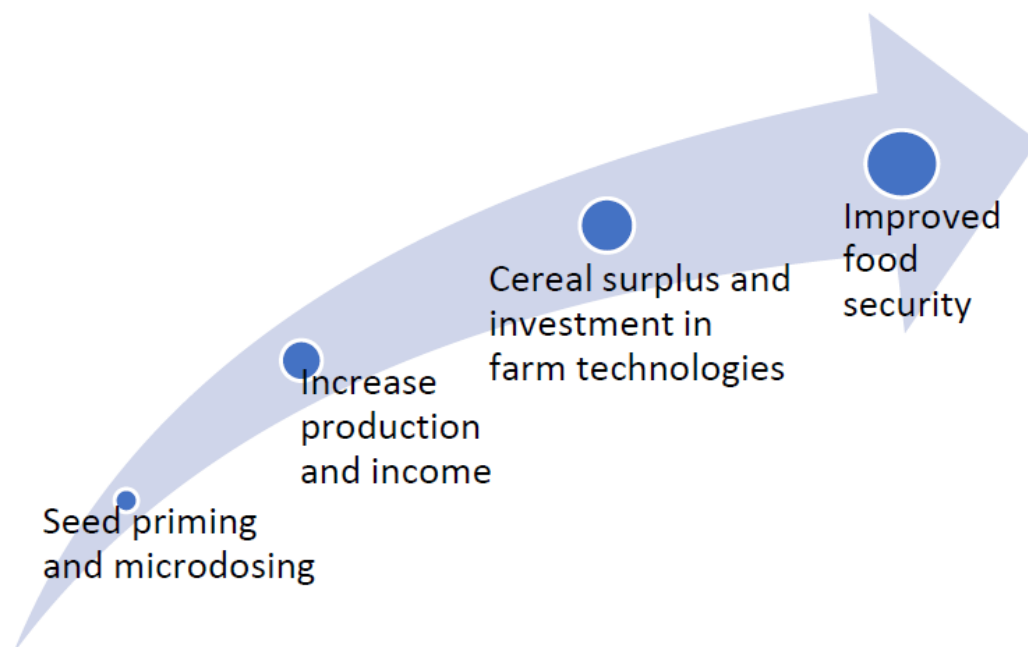 Seed priming
and microdosing
Increase
production
and income
Cereal surplus and
investment in
farm technologies
Improved
food
security